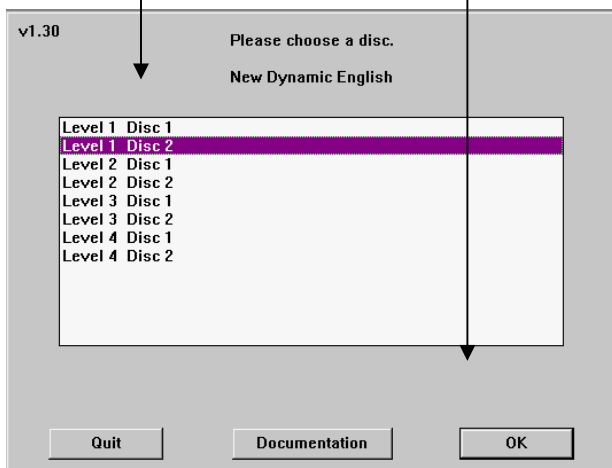 v1.30
Please choose a disc.
New Dynamic English
Level 1 Disc 1
Level 1 Disc 2
Level 2 Disc 1
Level 2 Disc 2
Level 3 Disc 1
Level 3 Disc 2
Level 4 Disc 1
Level 4 Disc 2
Quit
Documentation
OK